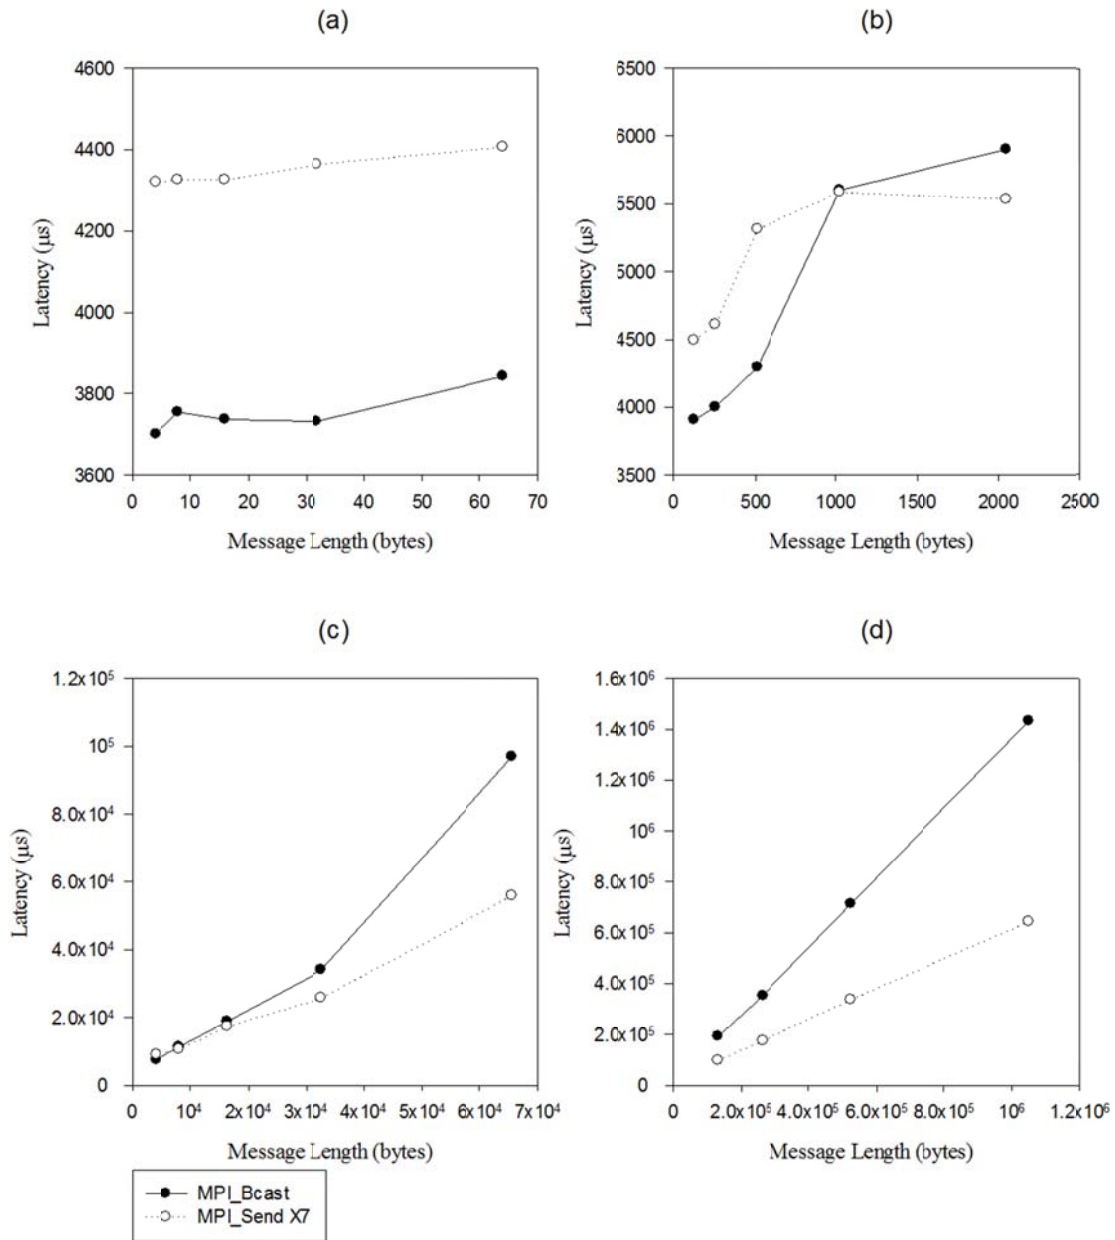 (a)
4600
4400
4200
4000
3800
3600
Latency (μs)
0 10 20 30 40 50 60 70
Message Length (bytes)
(b)
6500
6000
5500
5000
4500
4000
3500
Latency (μs)
0 500 1000 1500 2000 2500
Message Length (bytes)
(c)
1.2x10⁵
10⁵
8.0x10⁴
6.0x10⁴
4.0x10⁴
2.0x10⁴
0
Latency (μs)
0 10⁴ 2x10⁴ 3x10⁴ 4x10⁴ 5x10⁴ 6x10⁴ 7x10⁴
Message Length (bytes)
(d)
1.6x10⁶
1.4x10⁶
1.2x10⁶
10⁶
8.0x10⁵
6.0x10⁵
4.0x10⁵
2.0x10⁵
0
Latency (μs)
0 2.0x10⁵ 4.0x10⁵ 6.0x10⁵ 8.0x10⁵ 10⁶ 1.2x10⁶
Message Length (bytes)
MPI_Bcast
MPI_Send X7